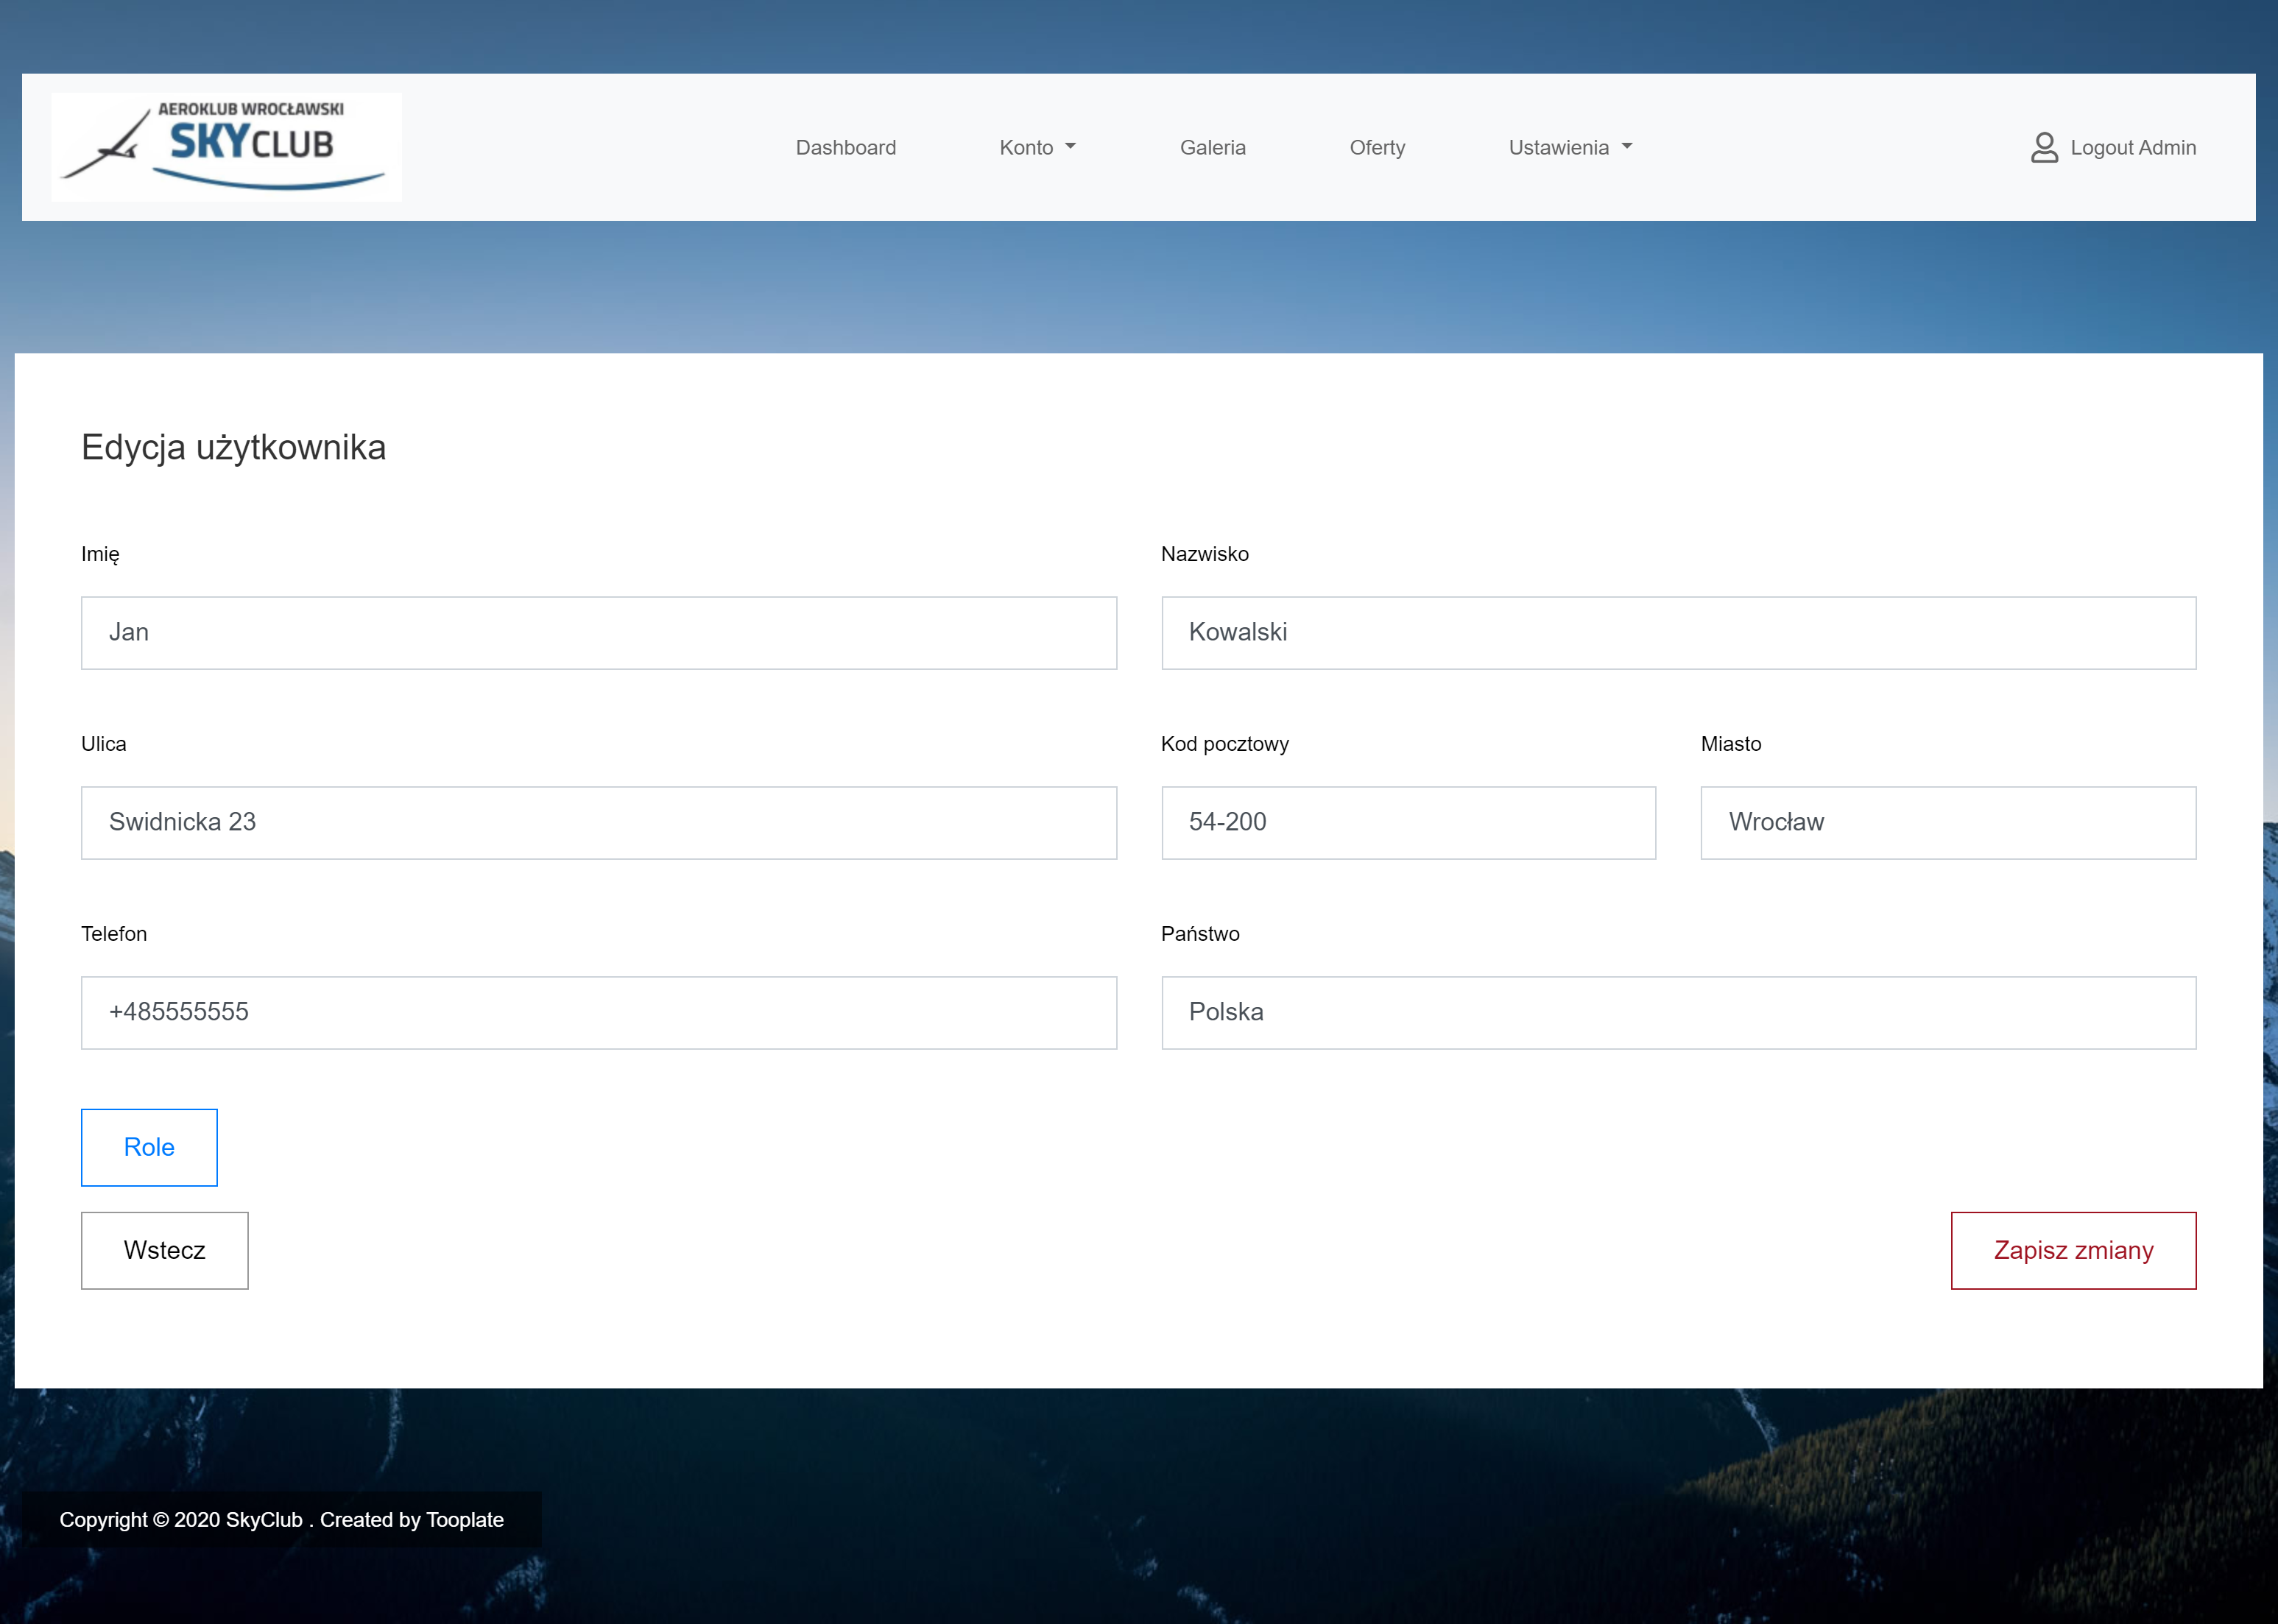 AEROKLUB WROCŁAWSKI
SKYCLUB
Dashboard Konto Galeria Oferty Ustawienia Logout Admin
Edycja użytkownika
Imię Nazwisko
Jan Kowalski
Ulica Kod pocztowy Miasto
Swidnicka 23 54-200 Wrocław
Telefon Państwo
+485555555 Polska
Role
Wstecz Zapisz zmiany
Copyright © 2020 SkyClub . Created by Tooplate